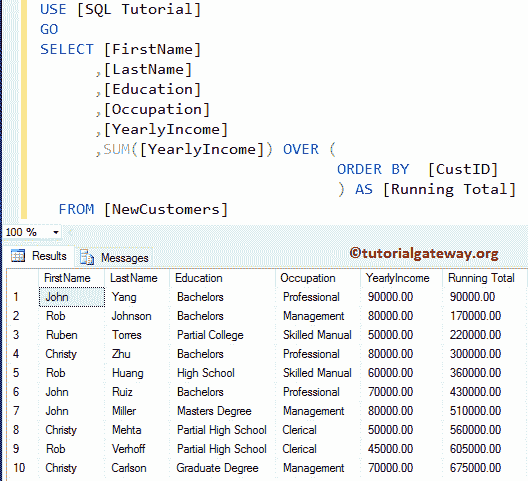 USE [SQL Tutorial]
GO
SELECT [FirstName]
,[LastName]
,[Education]
,[Occupation]
,[YearlyIncome]
,SUM([YearlyIncome]) OVER (
ORDER BY [CustID]
) AS [Running Total]
FROM [NewCustomers]
100 %
Results Messages
©tutorialgateway.org
FirstName LastName Education Occupation YearlyIncome Running Total
1 John Yang Bachelors Professional 90000.00 90000.00
2 Rob Johnson Bachelors Management 80000.00 170000.00
3 Ruben Torres Partial College Skilled Manual 50000.00 220000.00
4 Christy Zhu Bachelors Professional 80000.00 300000.00
5 Rob Huang High School Skilled Manual 60000.00 360000.00
6 John Ruiz Bachelors Professional 70000.00 430000.00
7 John Miller Masters Degree Management 80000.00 510000.00
8 Christy Mehta Partial High School Clerical 50000.00 560000.00
9 Rob Verhoff Partial High School Clerical 45000.00 605000.00
10 Christy Carlson Graduate Degree Management 70000.00 675000.00